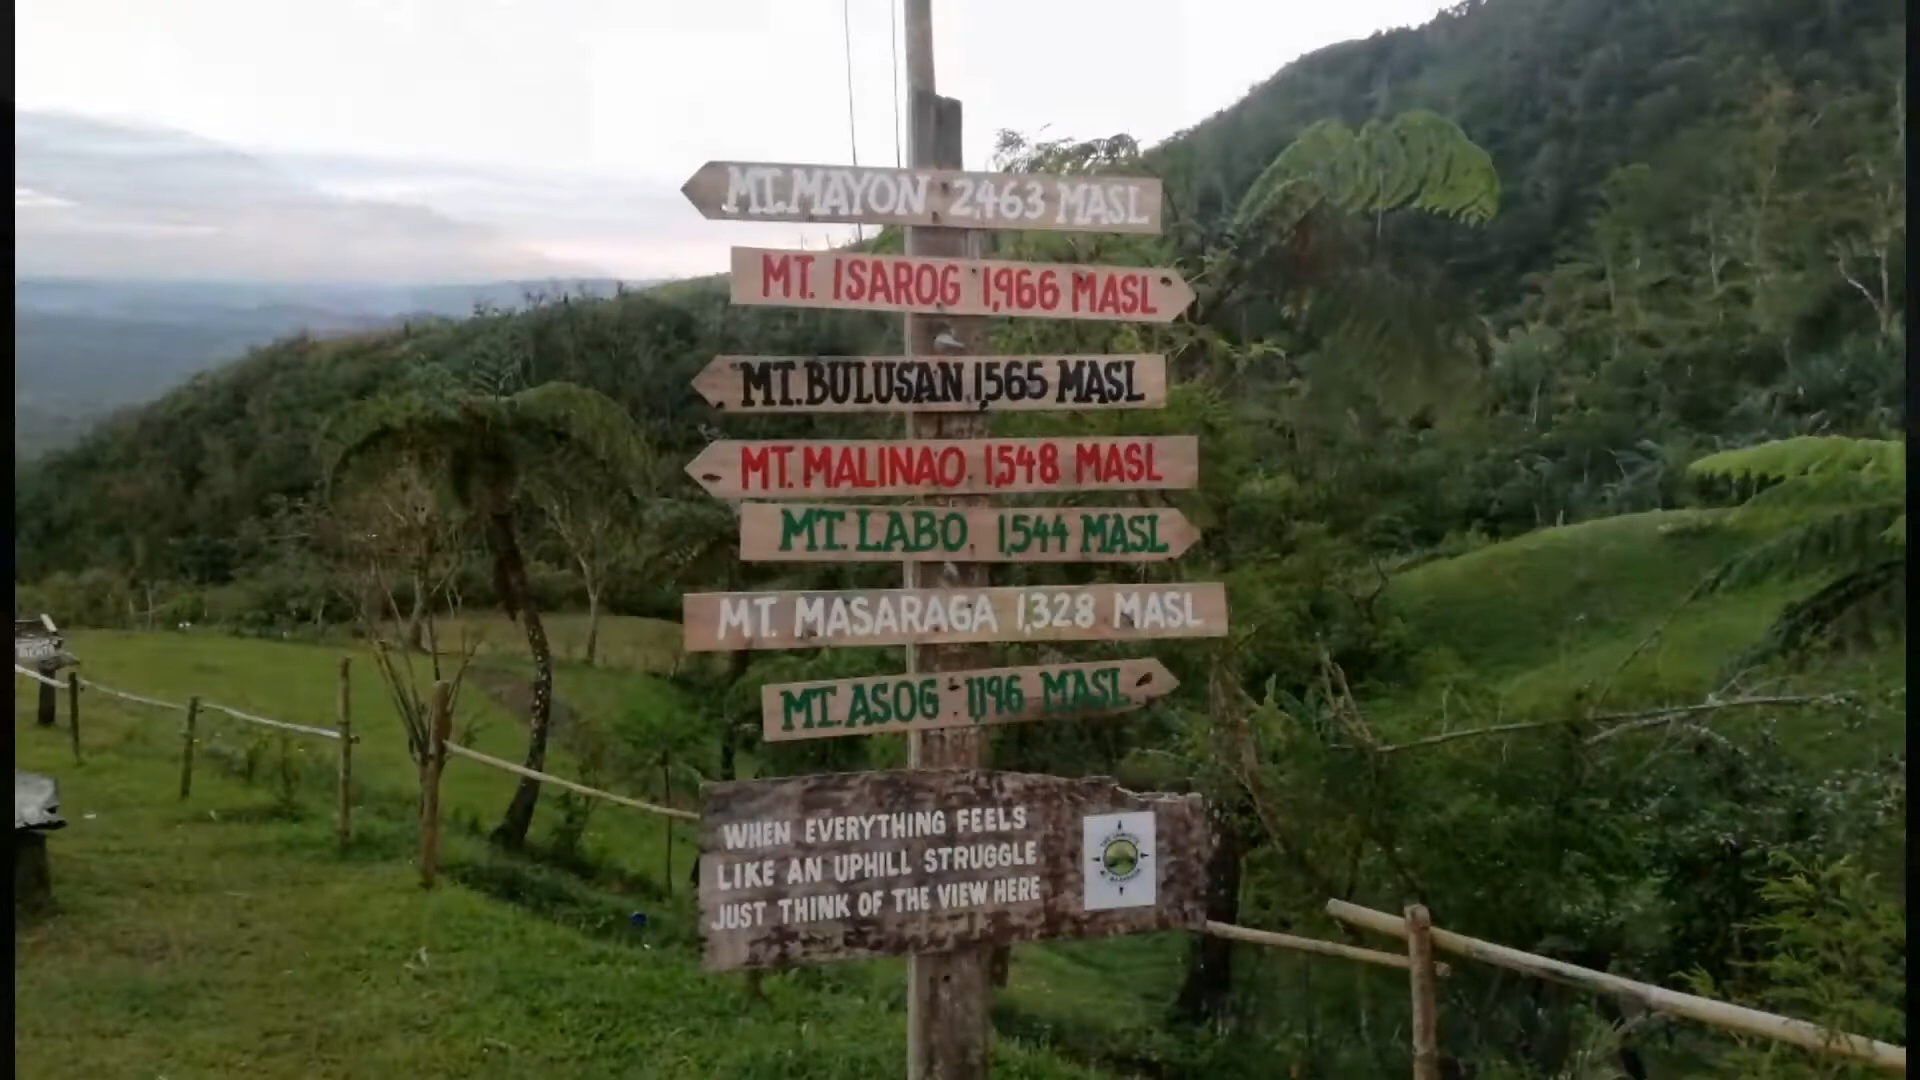 MT. MAYON 2,463 MASL
MT. ISAROG 1,966 MASL
MT. BULUSAN 1,565 MASL
MT. MALINAO 1,548 MASL
MT. LABO 1,544 MASL
MT. MASARAGA 1,328 MASL
MT. ASOG 1,196 MASL
WHEN EVERYTHING FEELS
LIKE AN UPHILL STRUGGLE
JUST THINK OF THE VIEW HERE